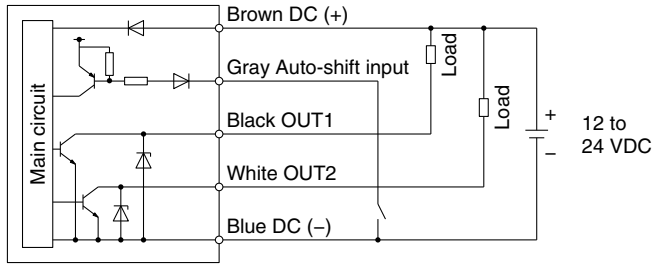 Brown DC (+)
Gray Auto-shift input
Black OUT1
White OUT2
Blue DC (−)
Main circuit
Load
Load
+
−
12 to
24 VDC